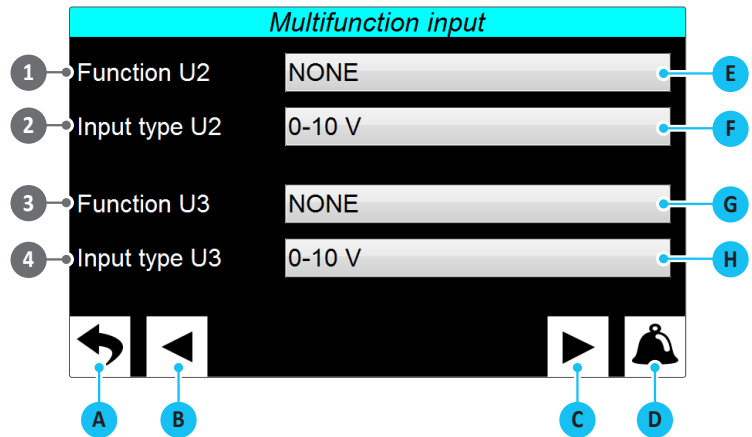 Multifunction input
1 Function U2 NONE E
2 Input type U2 0-10 V F
3 Function U3 NONE G
4 Input type U3 0-10 V H
A B C D